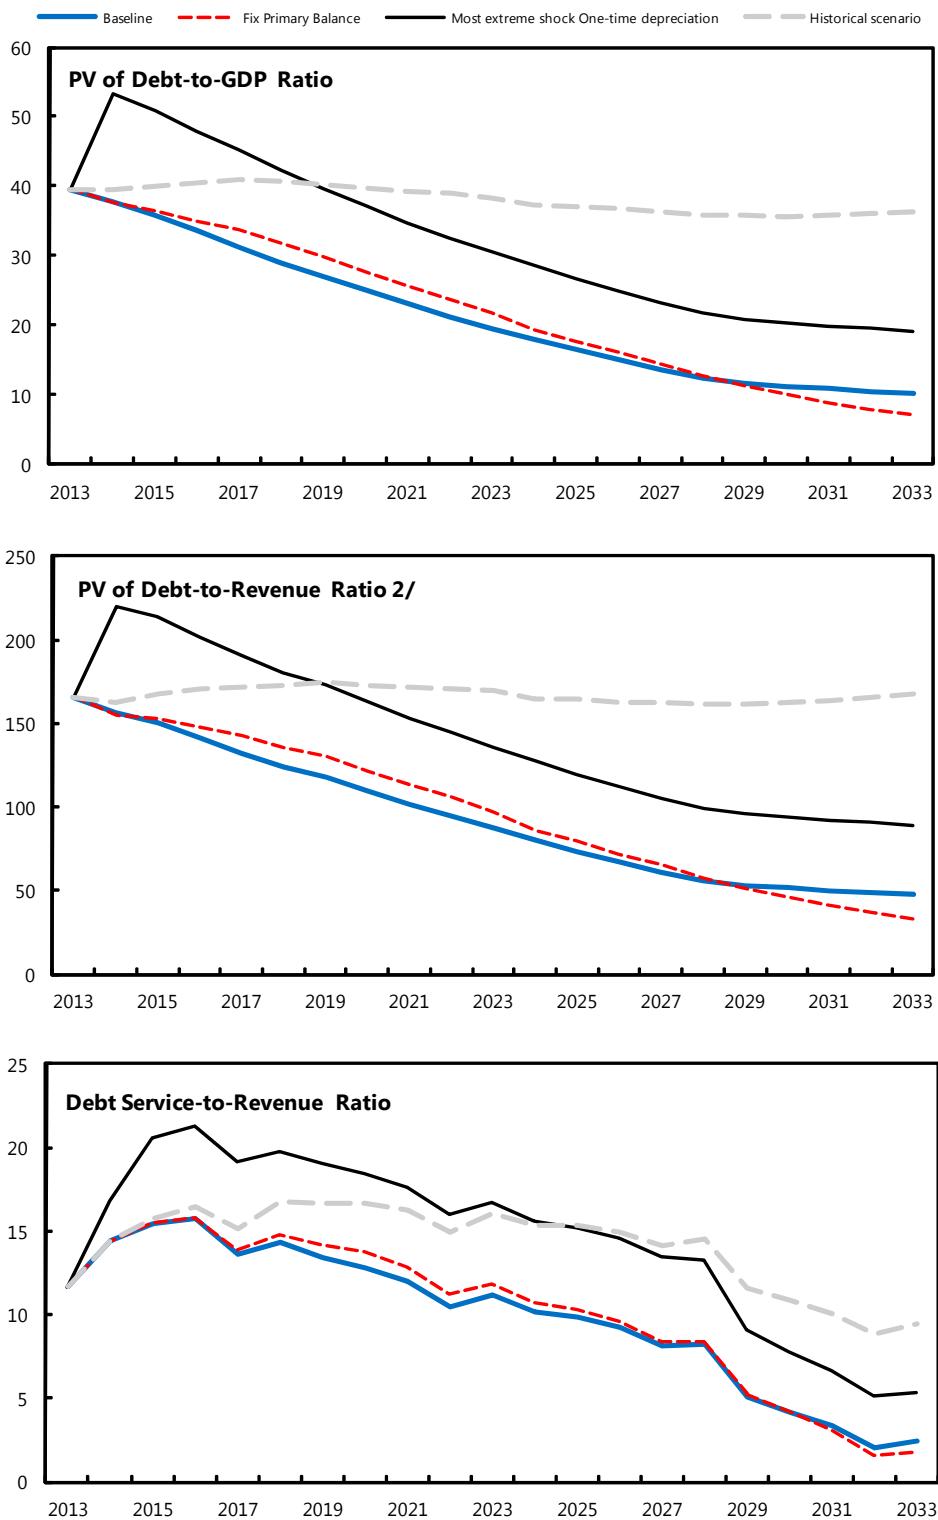 Baseline Fix Primary Balance Most extreme shock One-time depreciation Historical scenario
60
PV of Debt-to-GDP Ratio
50
40
30
20
10
0
2013 2015 2017 2019 2021 2023 2025 2027 2029 2031 2033
250
PV of Debt-to-Revenue Ratio 2/
200
150
100
50
0
2013 2015 2017 2019 2021 2023 2025 2027 2029 2031 2033
25
Debt Service-to-Revenue Ratio
20
15
10
5
0
2013 2015 2017 2019 2021 2023 2025 2027 2029 2031 2033